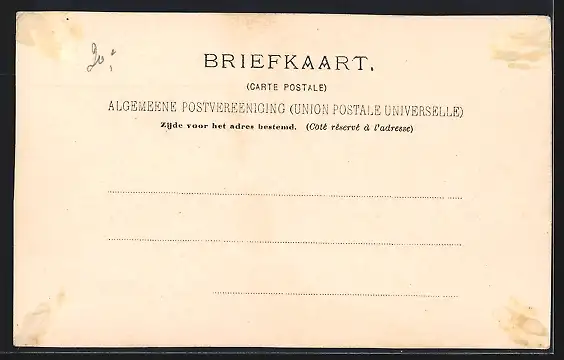 BRIEFKAART.
(CARTE POSTALE)
ALGEMEENE POSTVEREENIGING (UNION POSTALE UNIVERSELLE)
Zijde voor het adres bestemd. (Côté réservé à l'adresse)